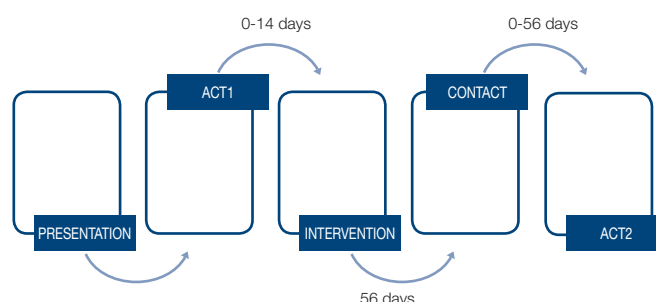 0-14 days
0-56 days
ACT1
CONTACT
PRESENTATION
INTERVENTION
ACT2
56 days